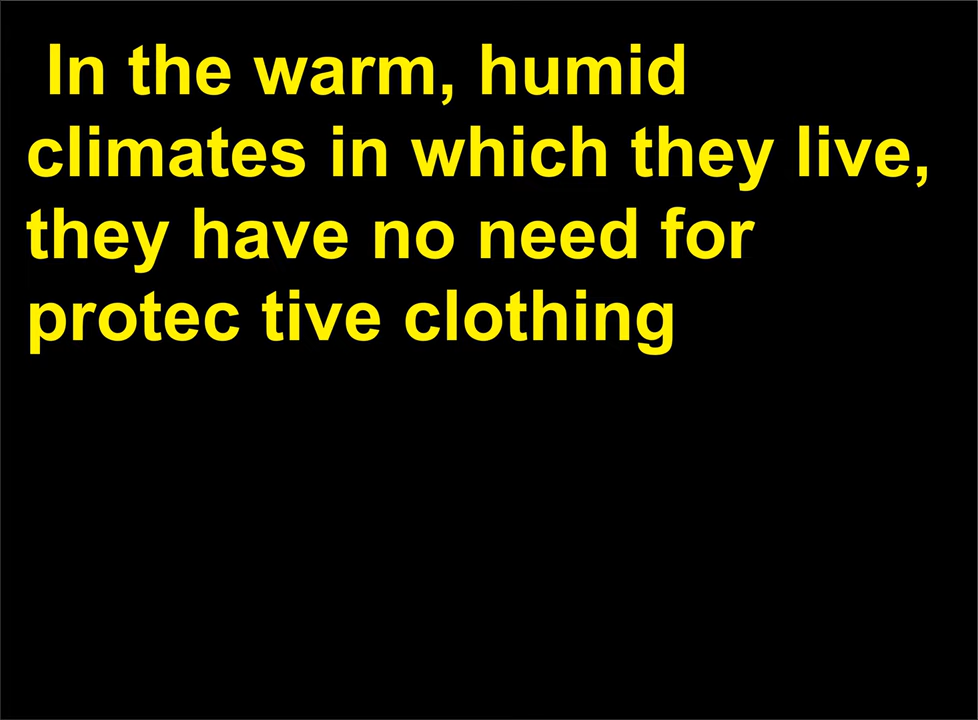 In the warm, humid
climates in which they live,
they have no need for
protec tive clothing